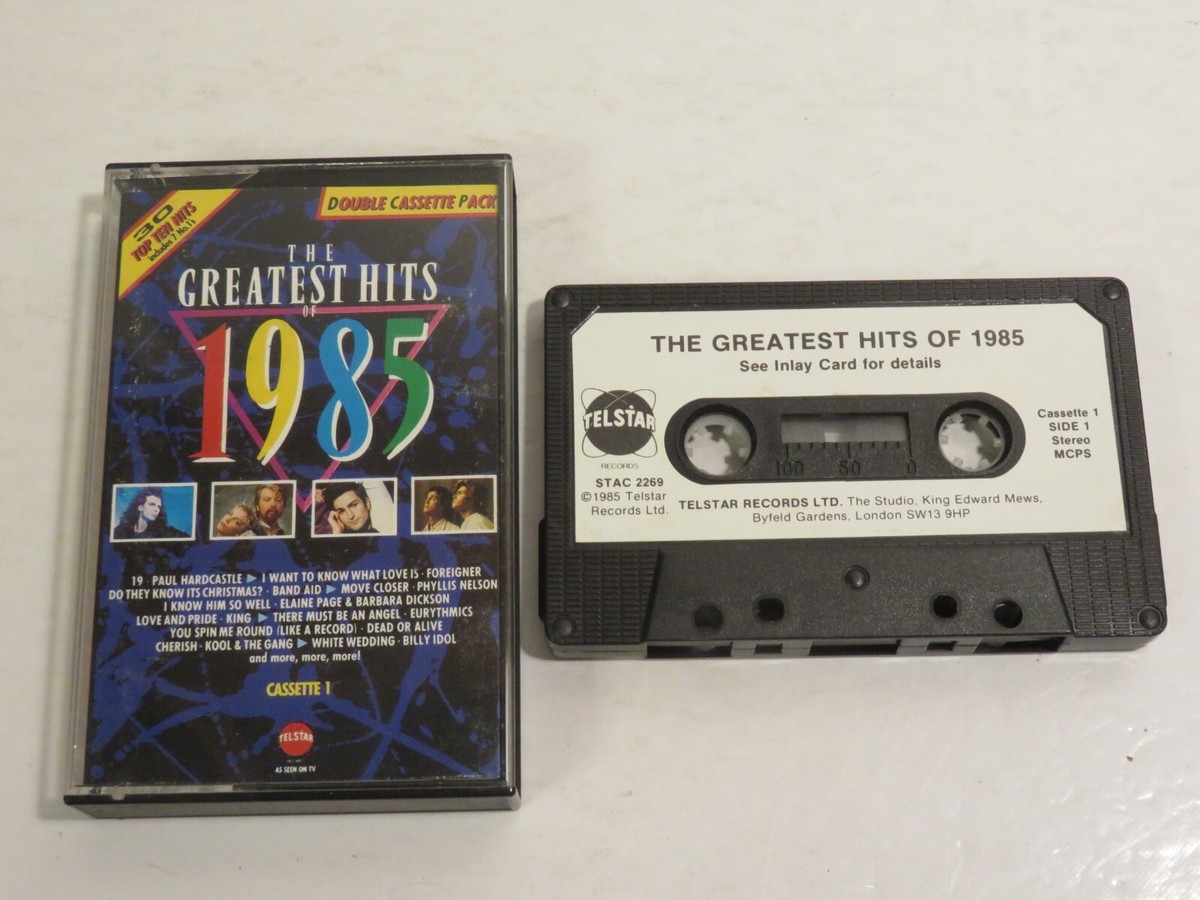 30
TOP TEN HITS
includes 7 No.1's
DOUBLE CASSETTE PACK
THE
GREATEST HITS
OF
1985
19 · PAUL HARDCASTLE ▶ I WANT TO KNOW WHAT LOVE IS · FOREIGNER
DO THEY KNOW ITS CHRISTMAS? · BAND AID ▶ MOVE CLOSER · PHYLLIS NELSON
I KNOW HIM SO WELL · ELAINE PAGE & BARBARA DICKSON
LOVE AND PRIDE · KING ▶ THERE MUST BE AN ANGEL · EURYTHMICS
YOU SPIN ME ROUND (LIKE A RECORD) · DEAD OR ALIVE
CHERISH · KOOL & THE GANG ▶ WHITE WEDDING · BILLY IDOL
and more, more, more!
CASSETTE 1
TELSTAR
AS SEEN ON TV
THE GREATEST HITS OF 1985
See Inlay Card for details
TELSTAR
RECORDS
STAC 2269
©1985 Telstar
Records Ltd.
100 50 0
Cassette 1
SIDE 1
Stereo
MCPS
TELSTAR RECORDS LTD. The Studio, King Edward Mews,
Byfeld Gardens, London SW13 9HP